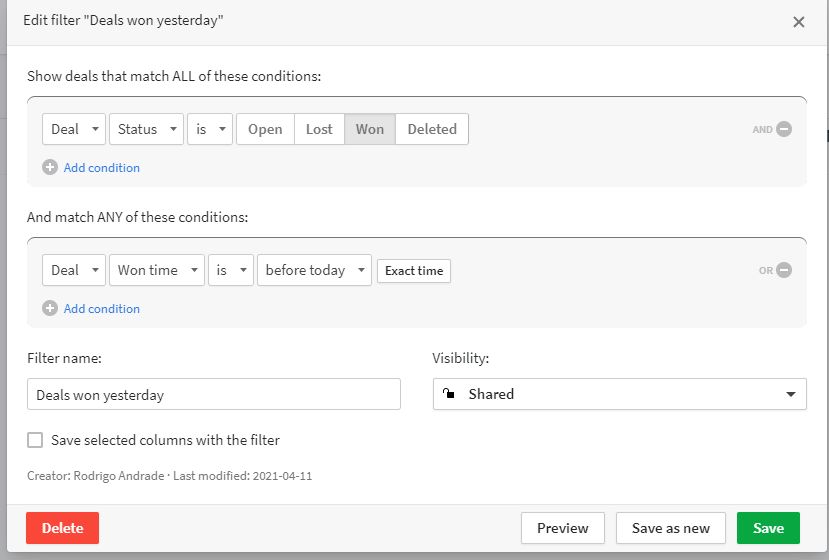 Edit filter "Deals won yesterday"
Show deals that match ALL of these conditions:
Deal Status is Open Lost Won Deleted AND
Add condition
And match ANY of these conditions:
Deal Won time is before today Exact time OR
Add condition
Filter name: Visibility:
Deals won yesterday Shared
Save selected columns with the filter
Creator: Rodrigo Andrade · Last modified: 2021-04-11
Delete Preview Save as new Save